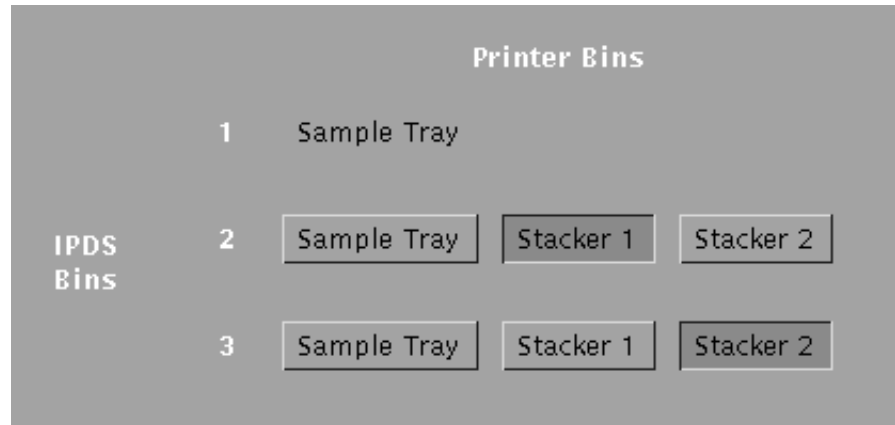 Printer Bins
1 Sample Tray
IPDS Bins
2 Sample Tray Stacker 1 Stacker 2
3 Sample Tray Stacker 1 Stacker 2